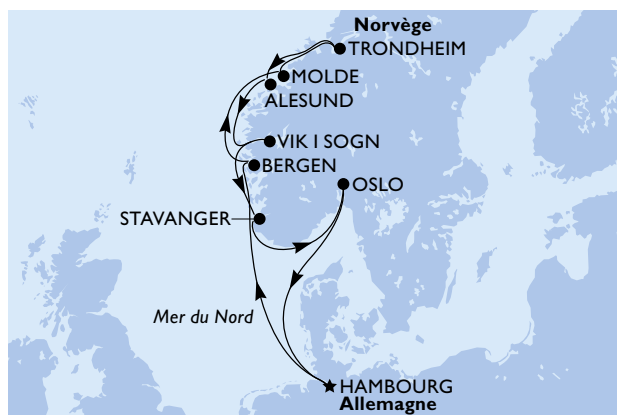 Norvège
TRONDHEIM
MOLDE
ALESUND
VIK I SOGN
BERGEN
OSLO
STAVANGER
Mer du Nord
HAMBOURG
Allemagne